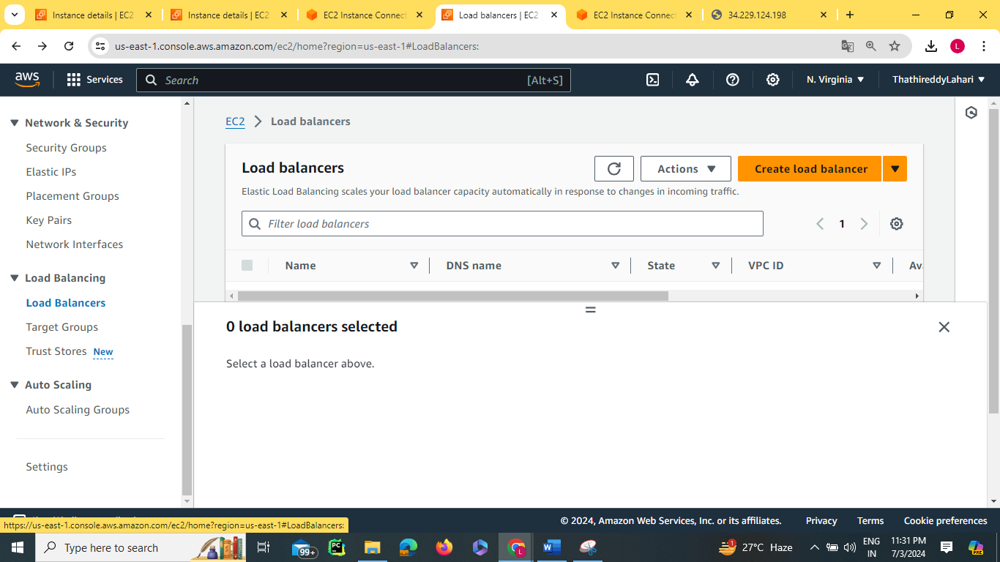 Instance details | EC2
Instance details | EC2
EC2 Instance Connect
Load balancers | EC2
EC2 Instance Connect
34.229.124.198
us-east-1.console.aws.amazon.com/ec2/home?region=us-east-1#LoadBalancers:
L
aws
Services
Search
[Alt+S]
N. Virginia
ThathireddyLahari
Network & Security
Security Groups
Elastic IPs
Placement Groups
Key Pairs
Network Interfaces
Load Balancing
Load Balancers
Target Groups
Trust Stores New
Auto Scaling
Auto Scaling Groups
Settings
EC2 > Load balancers
Load balancers
Actions
Create load balancer
Elastic Load Balancing scales your load balancer capacity automatically in response to changes in incoming traffic.
Filter load balancers
1
Name
DNS name
State
VPC ID
Av
0 load balancers selected
Select a load balancer above.
https://us-east-1.console.aws.amazon.com/ec2/home?region=us-east-1#LoadBalancers:
© 2024, Amazon Web Services, Inc. or its affiliates.
Privacy
Terms
Cookie preferences
Type here to search
99+
PC
L
W
1
27°C Haze
ENG
IN
11:31 PM
7/3/2024
PRE